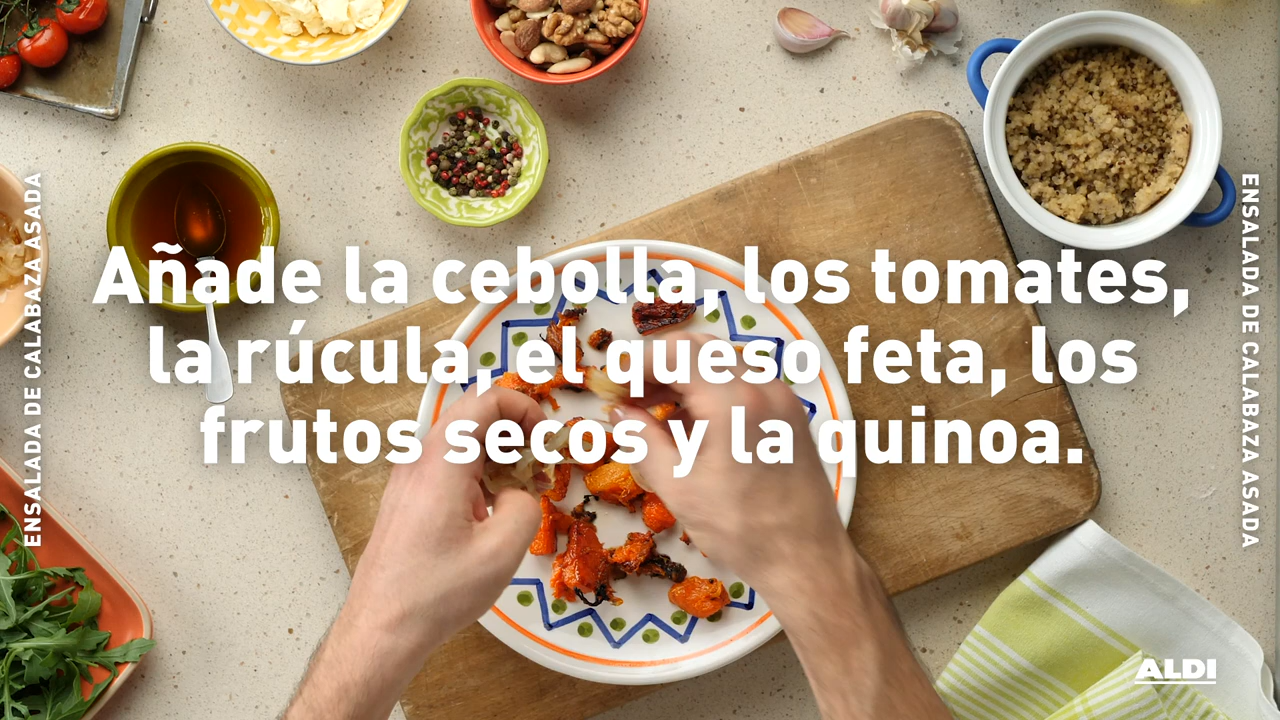 ENSALADA DE CALABAZA ASADA
Añade la cebolla, los tomates,
la rúcula, el queso feta, los
frutos secos y la quinoa.
ENSALADA DE CALABAZA ASADA
ALDI